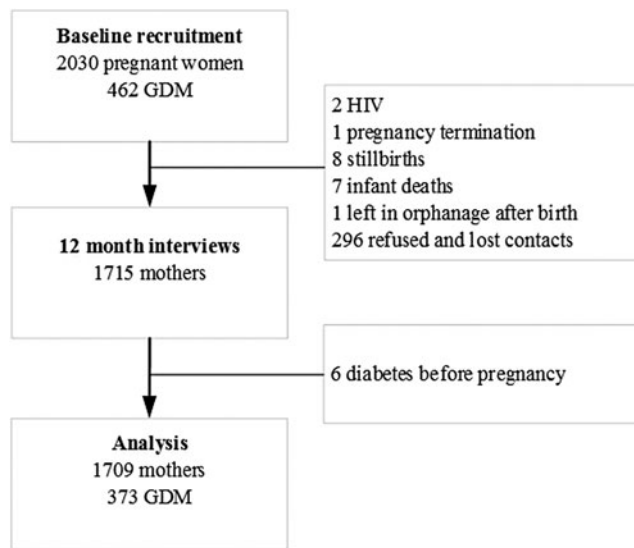 Baseline recruitment
2030 pregnant women
462 GDM
2 HIV
1 pregnancy termination
8 stillbirths
7 infant deaths
1 left in orphanage after birth
296 refused and lost contacts
12 month interviews
1715 mothers
6 diabetes before pregnancy
Analysis
1709 mothers
373 GDM